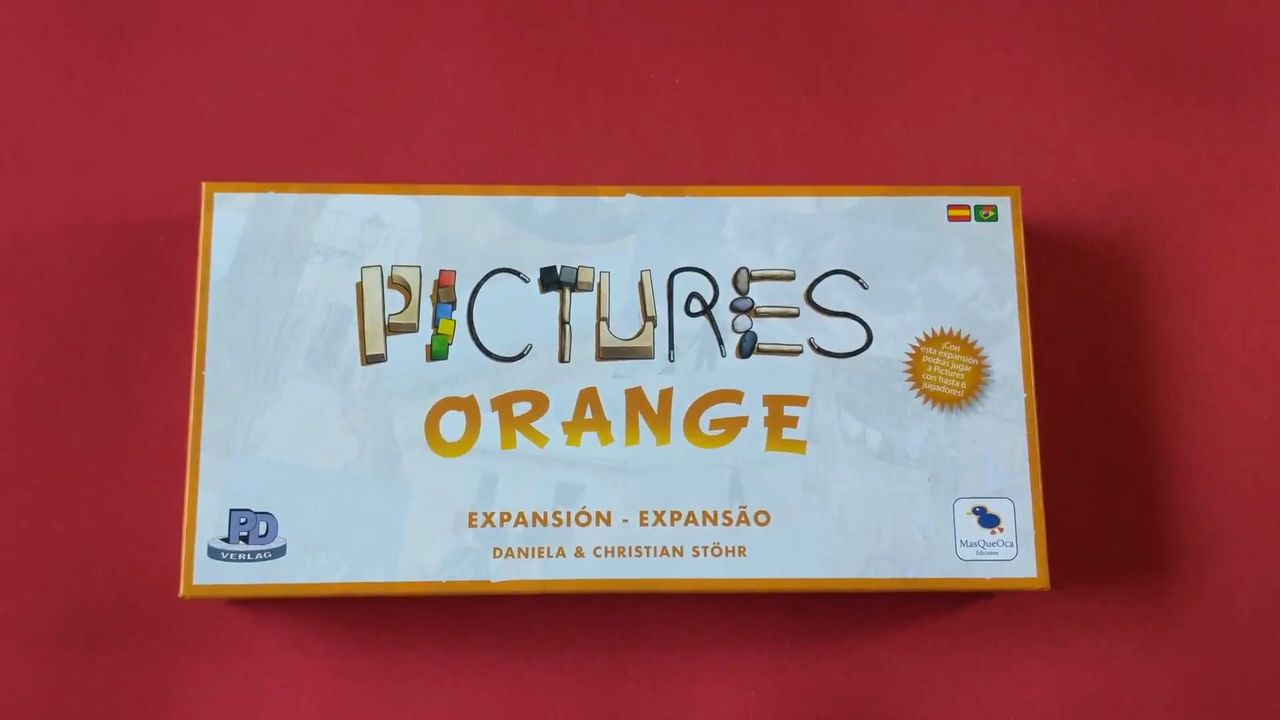 PICTURES
ORANGE
¡Con
esta expansión
podrás jugar
a Pictures
con hasta 6
jugadores!
EXPANSIÓN - EXPANSÃO
DANIELA & CHRISTIAN STÖHR
PD
VERLAG
MasQueOca
Ediciones